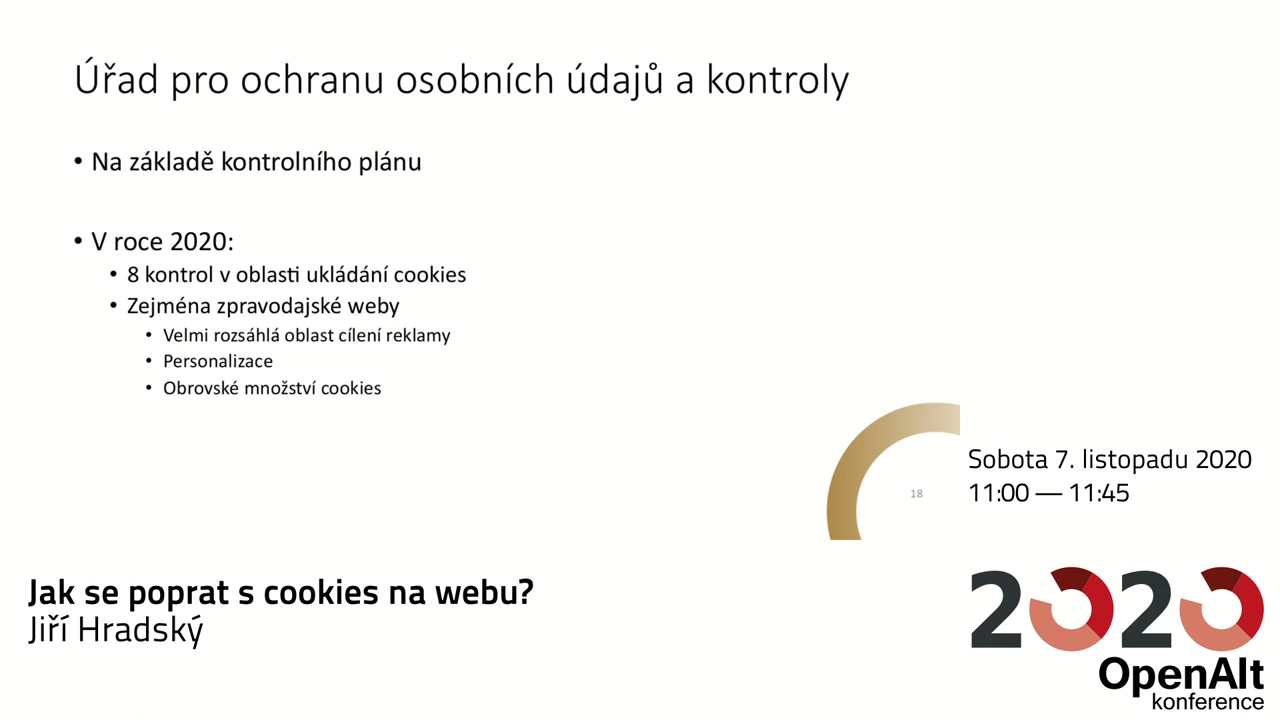 Úřad pro ochranu osobních údajů a kontroly
• Na základě kontrolního plánu
• V roce 2020:
• 8 kontrol v oblasti ukládání cookies
• Zejména zpravodajské weby
• Velmi rozsáhlá oblast cílení reklamy
• Personalizace
• Obrovské množství cookies
18
Sobota 7. listopadu 2020
11:00 — 11:45
Jak se poprat s cookies na webu?
Jiří Hradský
2020
OpenAlt
konference